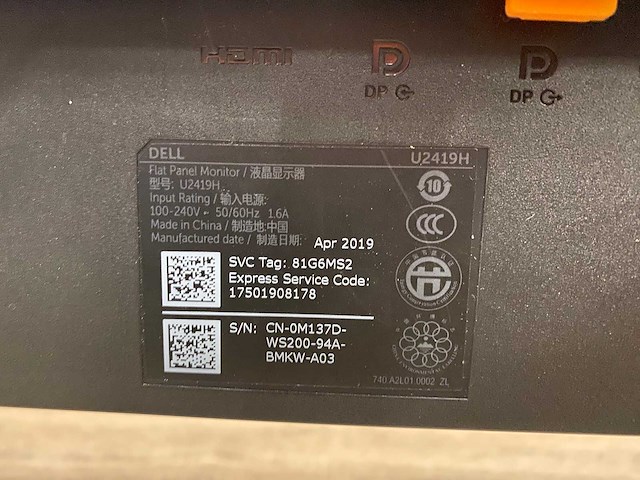 HDMI
DP
DP
DELL U2419H
Flat Panel Monitor / 液晶显示器
型号: U2419H
Input Rating / 输入电源:
100-240V~ 50/60Hz 1.6A
Made in China / 制造地:中国
Manufactured date / 制造日期: Apr 2019
10
CCC
SVC Tag: 81G6MS2
Express Service Code:
17501908178
S/N: CN-0M137D-
WS200-94A-
BMKW-A03
740.A2L01.0002 ZL